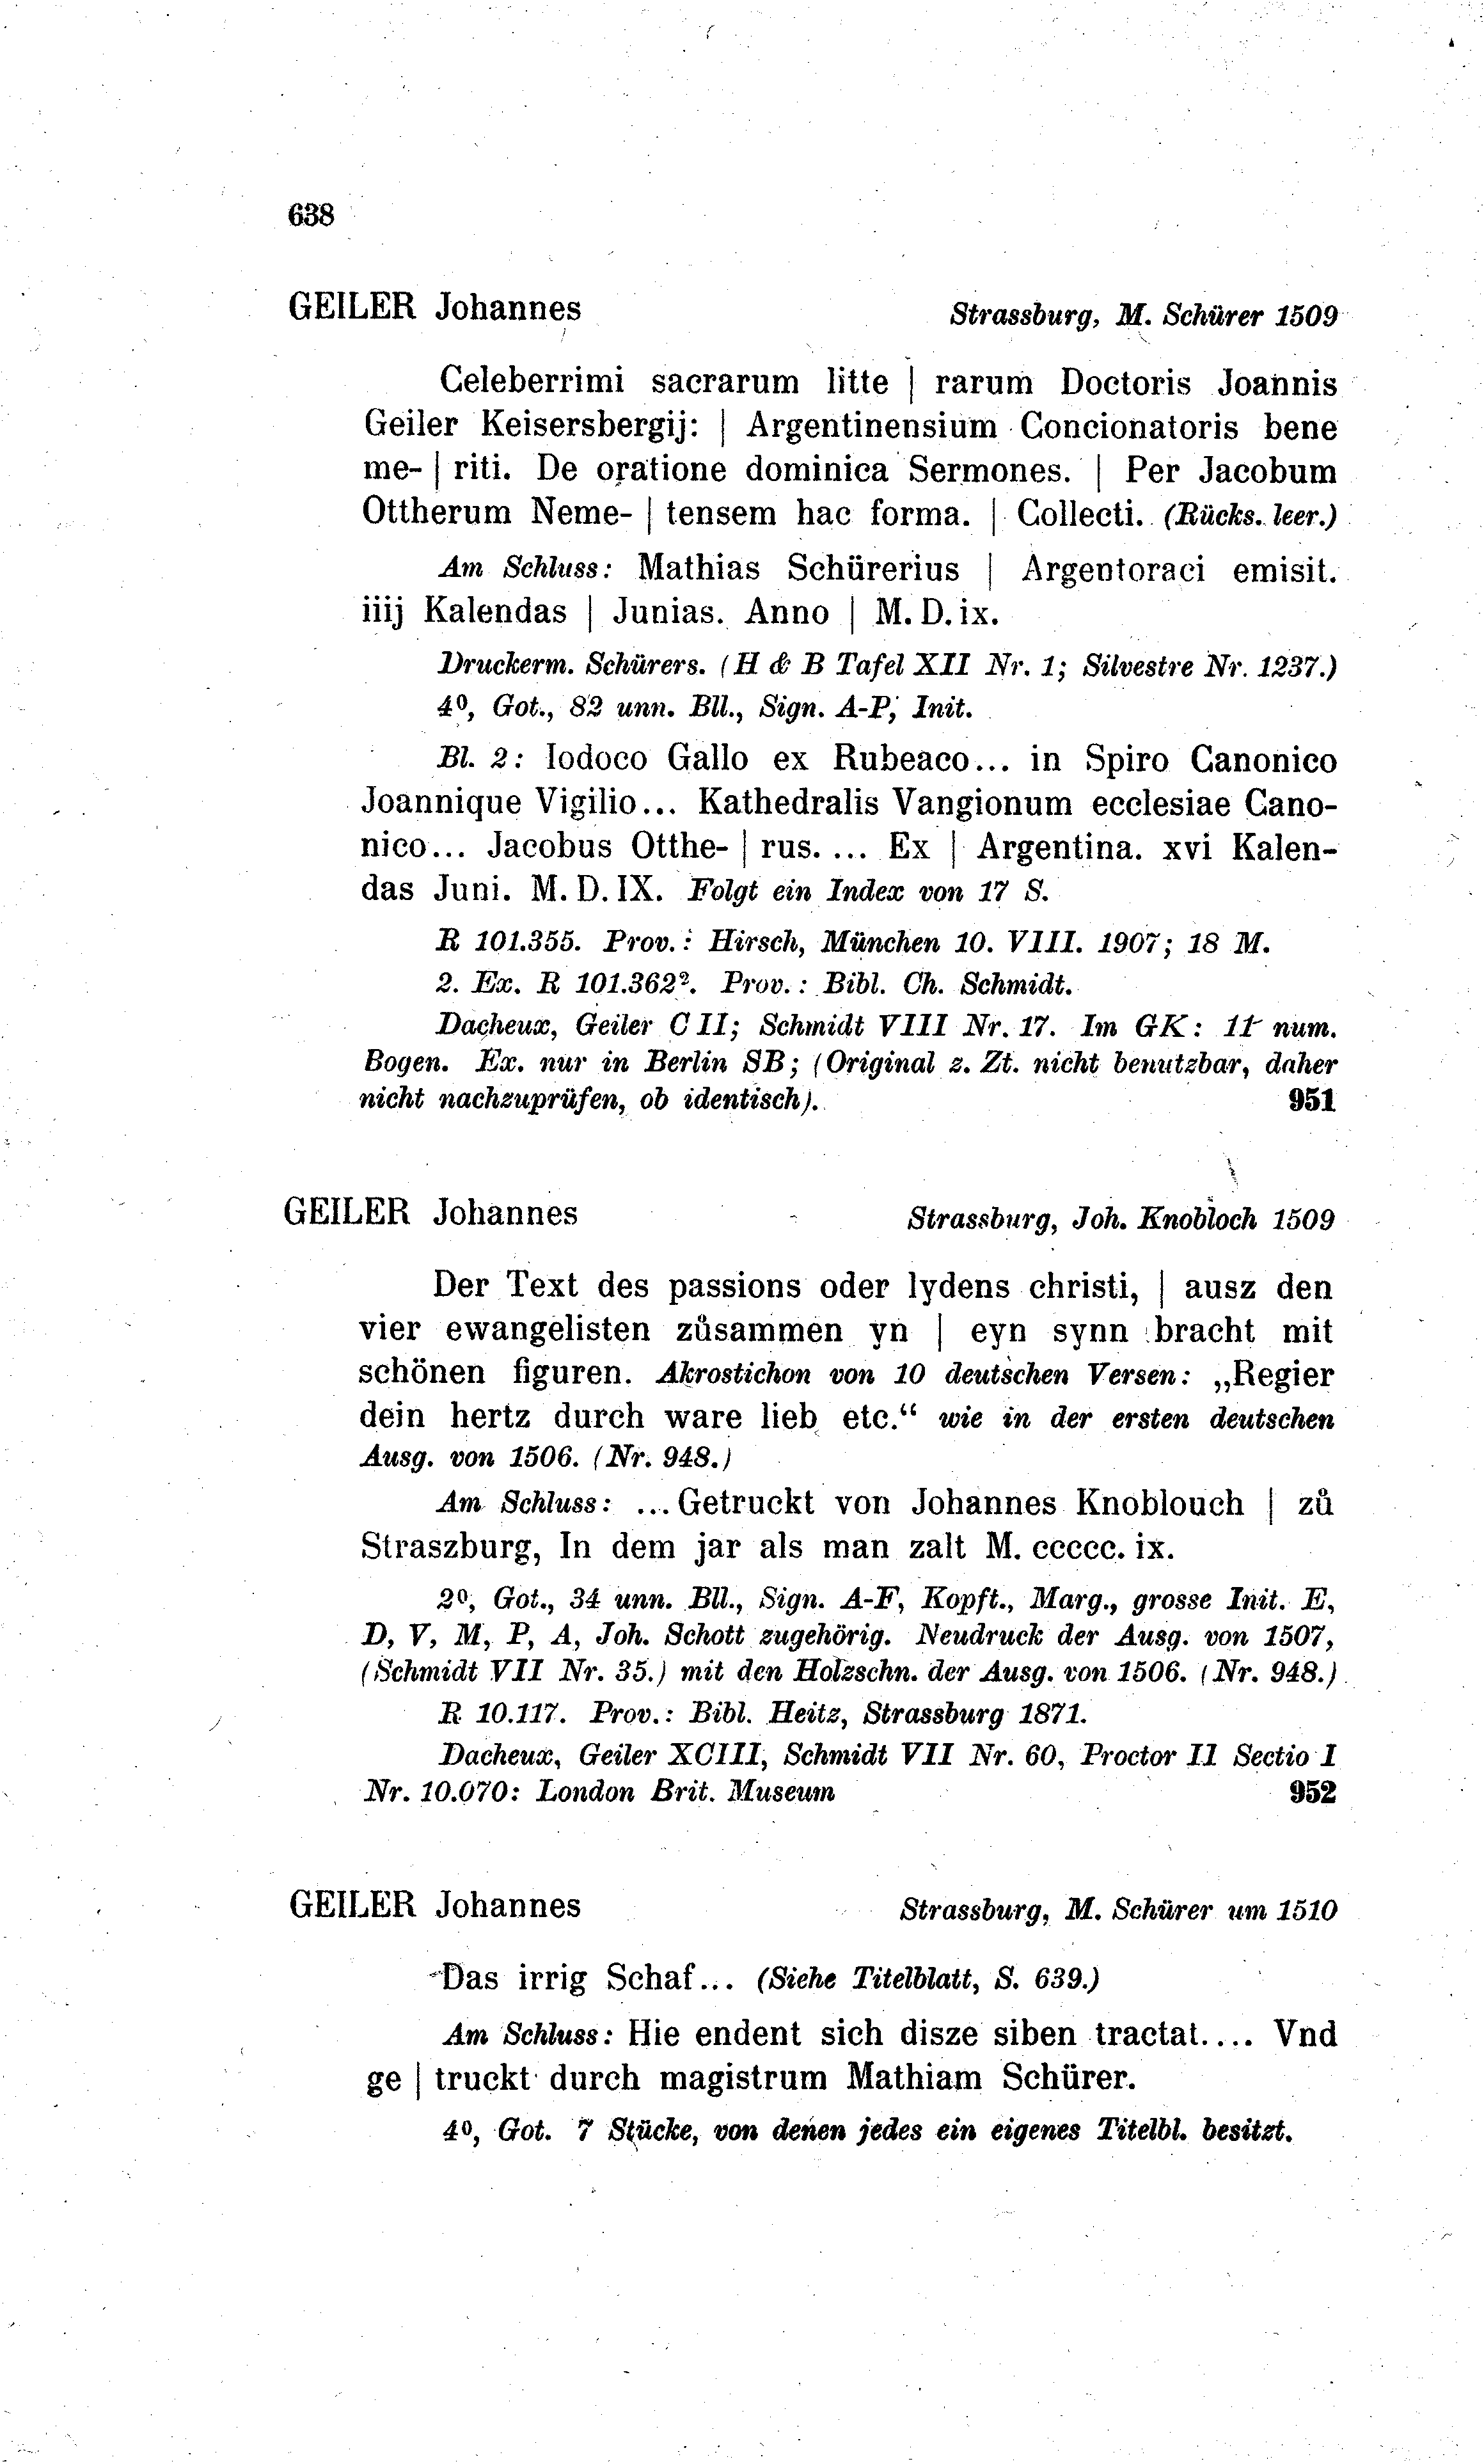 638
GEILER Johannes Strassburg, M. Schürer 1509
Celeberrimi sacrarum litte | rarum Doctoris Joannis
Geiler Keisersbergij: | Argentinensium Concionatoris bene
me- | riti. De oratione dominica Sermones. | Per Jacobum
Ottherum Neme- | tensem hac forma. | Collecti. (Rücks. leer.)
Am Schluss: Mathias Schürerius | Argentoraci emisit.
iiij Kalendas | Junias. Anno | M. D. ix.
Druckerm. Schürers. (H & B Tafel XII Nr. 1; Silvestre Nr. 1237.)
4º, Got., 82 unn. Bll., Sign. A-P, Init.
Bl. 2: Iodoco Gallo ex Rubeaco... in Spiro Canonico
Joannique Vigilio... Kathedralis Vangionum ecclesiae Cano-
nico... Jacobus Otthe- | rus. ... Ex | Argentina. xvi Kalen-
das Juni. M. D. IX. Folgt ein Index von 17 S.
R 101.355. Prov.: Hirsch, München 10. VIII. 1907; 18 M.
2. Ex. R 101.362². Prov.: Bibl. Ch. Schmidt.
Dacheux, Geiler C II; Schmidt VIII Nr. 17. Im GK: 11 num.
Bogen. Ex. nur in Berlin SB; (Original z. Zt. nicht benutzbar, daher
nicht nachzuprüfen, ob identisch). 951
GEILER Johannes Strassburg, Joh. Knobloch 1509
Der Text des passions oder lydens christi, | ausz den
vier ewangelisten zůsammen yn | eyn synn bracht mit
schönen figuren. Akrostichon von 10 deutschen Versen: „Regier
dein hertz durch ware lieb etc.“ wie in der ersten deutschen
Ausg. von 1506. (Nr. 948.)
Am Schluss: ... Getruckt von Johannes Knoblouch | zů
Straszburg, In dem jar als man zalt M. ccccc. ix.
2º, Got., 34 unn. Bll., Sign. A-F, Kopft., Marg., grosse Init. E,
D, V, M, P, A, Joh. Schott zugehörig. Neudruck der Ausg. von 1507,
(Schmidt VII Nr. 35.) mit den Holzschn. der Ausg. von 1506. (Nr. 948.)
R 10.117. Prov.: Bibl. Heitz, Strassburg 1871.
Dacheux, Geiler XCIII, Schmidt VII Nr. 60, Proctor II Sectio I
Nr. 10.070: London Brit. Museum 952
GEILER Johannes Strassburg, M. Schürer um 1510
Das irrig Schaf... (Siehe Titelblatt, S. 639.)
Am Schluss: Hie endent sich disze siben tractat.... Vnd
ge | truckt durch magistrum Mathiam Schürer.
4º, Got. 7 Stücke, von denen jedes ein eigenes Titelbl. besitzt.